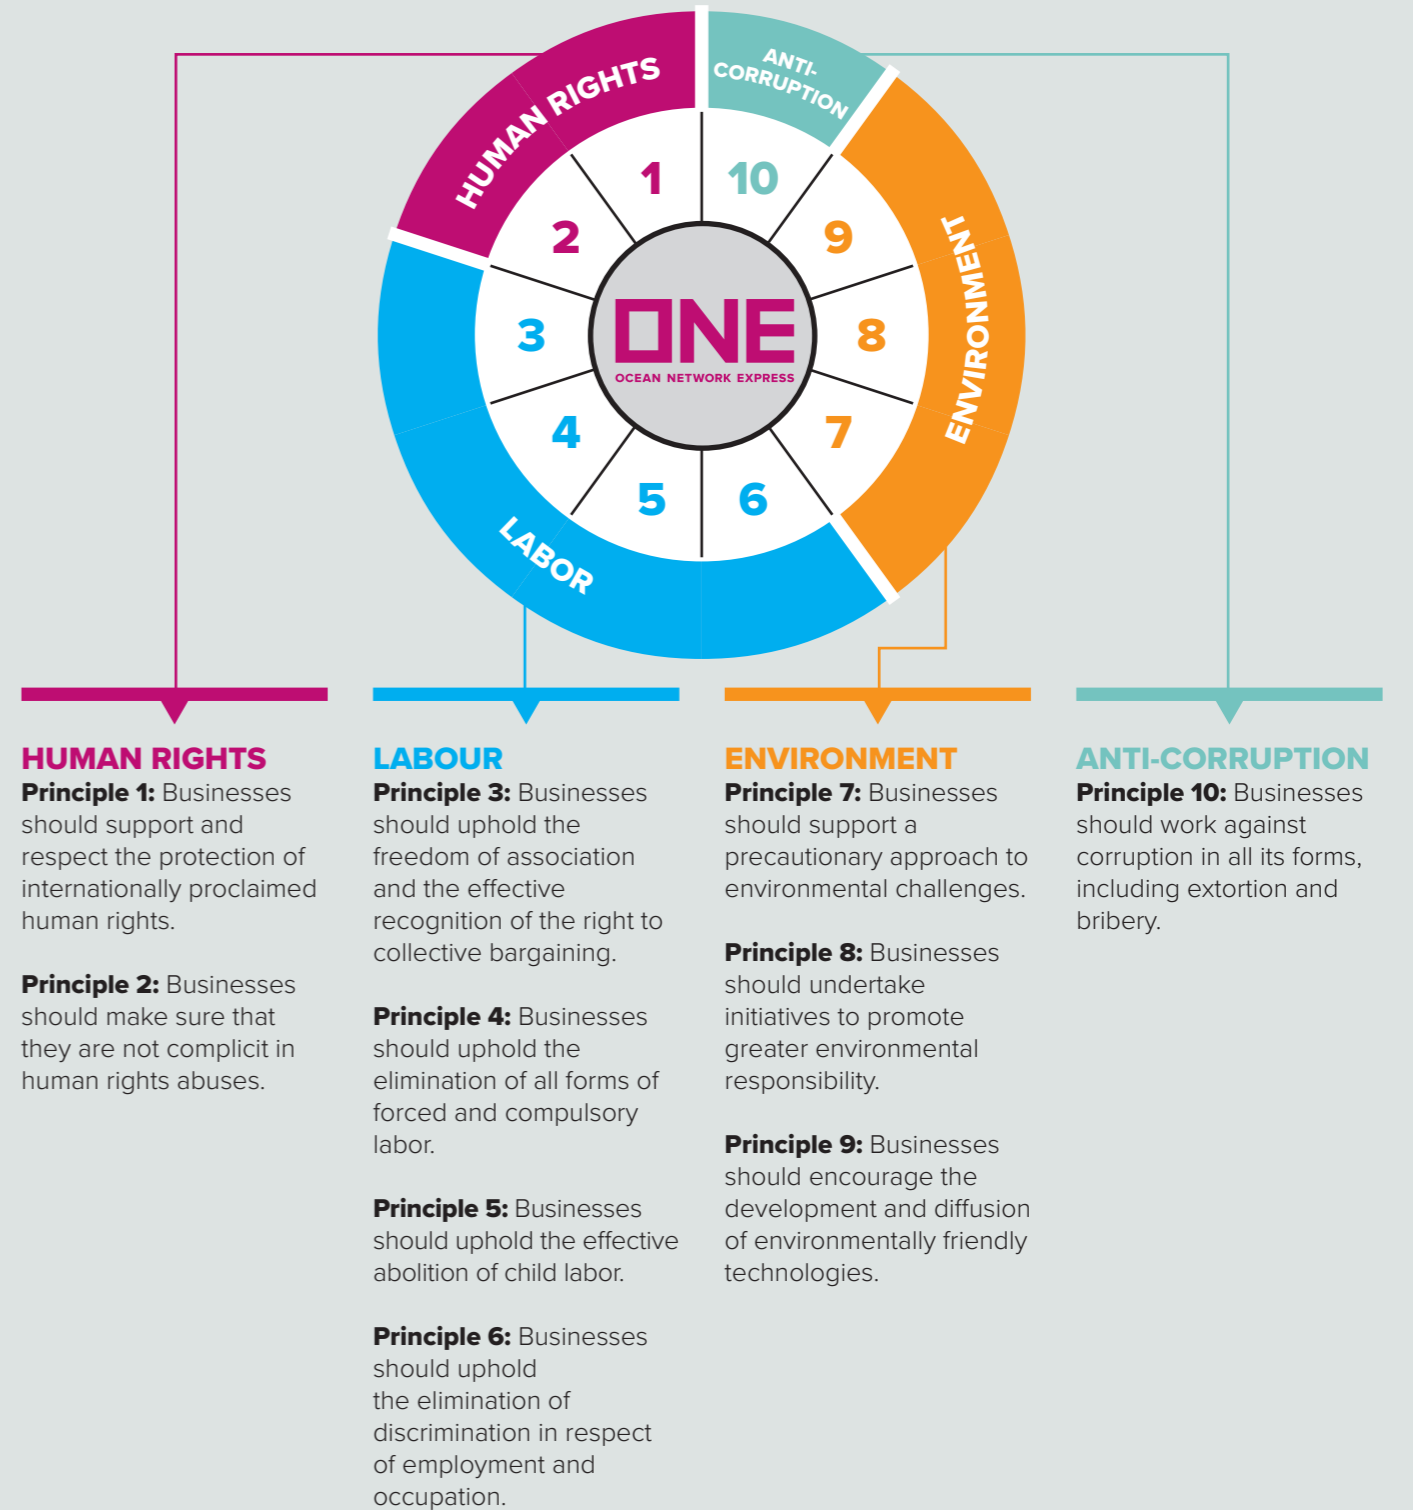 HUMAN RIGHTS
ANTI-
CORRUPTION
ENVIRONMENT
LABOR
1
10
2
9
3
8
4
7
5
6
ONE
OCEAN NETWORK EXPRESS
HUMAN RIGHTS
Principle 1: Businesses
should support and
respect the protection of
internationally proclaimed
human rights.
Principle 2: Businesses
should make sure that
they are not complicit in
human rights abuses.
LABOUR
Principle 3: Businesses
should uphold the
freedom of association
and the effective
recognition of the right to
collective bargaining.
Principle 4: Businesses
should uphold the
elimination of all forms of
forced and compulsory
labor.
Principle 5: Businesses
should uphold the effective
abolition of child labor.
Principle 6: Businesses
should uphold
the elimination of
discrimination in respect
of employment and
occupation.
ENVIRONMENT
Principle 7: Businesses
should support a
precautionary approach to
environmental challenges.
Principle 8: Businesses
should undertake
initiatives to promote
greater environmental
responsibility.
Principle 9: Businesses
should encourage the
development and diffusion
of environmentally friendly
technologies.
ANTI-CORRUPTION
Principle 10: Businesses
should work against
corruption in all its forms,
including extortion and
bribery.